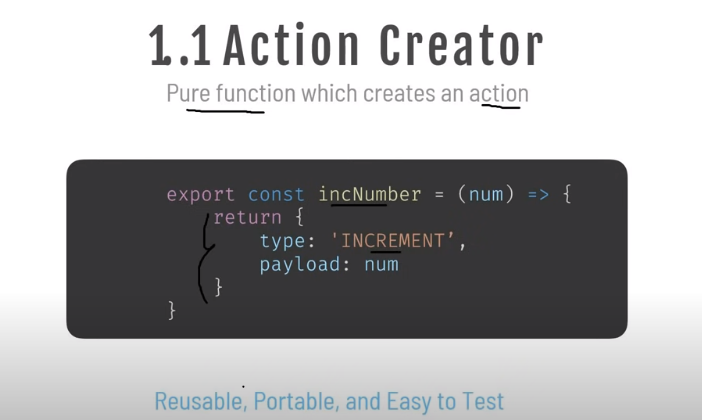 1.1 Action Creator
Pure function which creates an action
export const incNumber = (num) => {
return {
type: 'INCREMENT’,
payload: num
}
}
Reusable, Portable, and Easy to Test